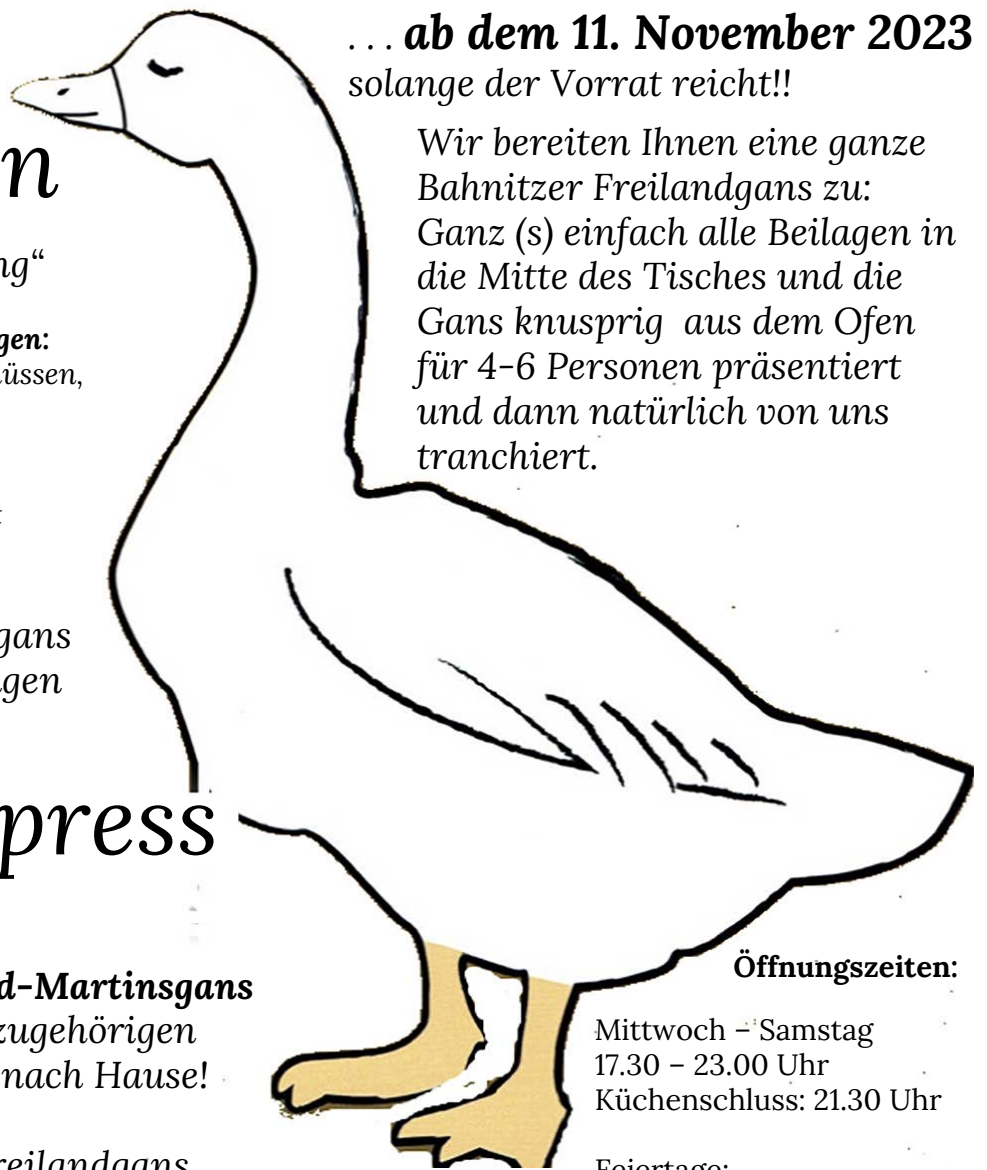 . . . ab dem 11. November 2023
solange der Vorrat reicht!!
Wir bereiten Ihnen eine ganze
Bahnitzer Freilandgans zu:
Ganz (s) einfach alle Beilagen in
die Mitte des Tisches und die
Gans knusprig aus dem Ofen
für 4-6 Personen präsentiert
und dann natürlich von uns
tranchiert.
n
ng“
gen:
üssen,
gans
gen
press
d-Martinsgans
zugehörigen
nach Hause!
reilandgans
Öffnungszeiten:
Mittwoch – Samstag
17.30 – 23.00 Uhr
Küchenschluss: 21.30 Uhr
Feiertage: